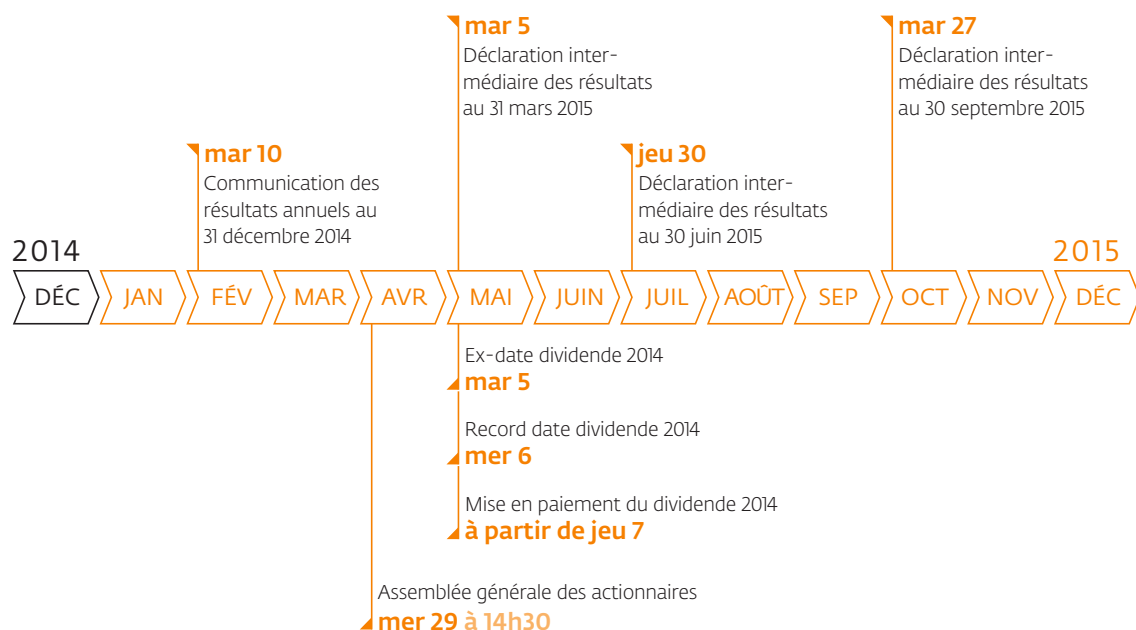 mar 5
Déclaration inter-
médiaire des résultats
au 31 mars 2015
mar 27
Déclaration inter-
médiaire des résultats
au 30 septembre 2015
mar 10
Communication des
résultats annuels au
31 décembre 2014
jeu 30
Déclaration inter-
médiaire des résultats
au 30 juin 2015
2014
2015
DÉC JAN FÉV MAR AVR MAI JUIN JUIL AOÛT SEP OCT NOV DÉC
Ex-date dividende 2014
mar 5
Record date dividende 2014
mer 6
Mise en paiement du dividende 2014
à partir de jeu 7
Assemblée générale des actionnaires
mer 29 à 14h30